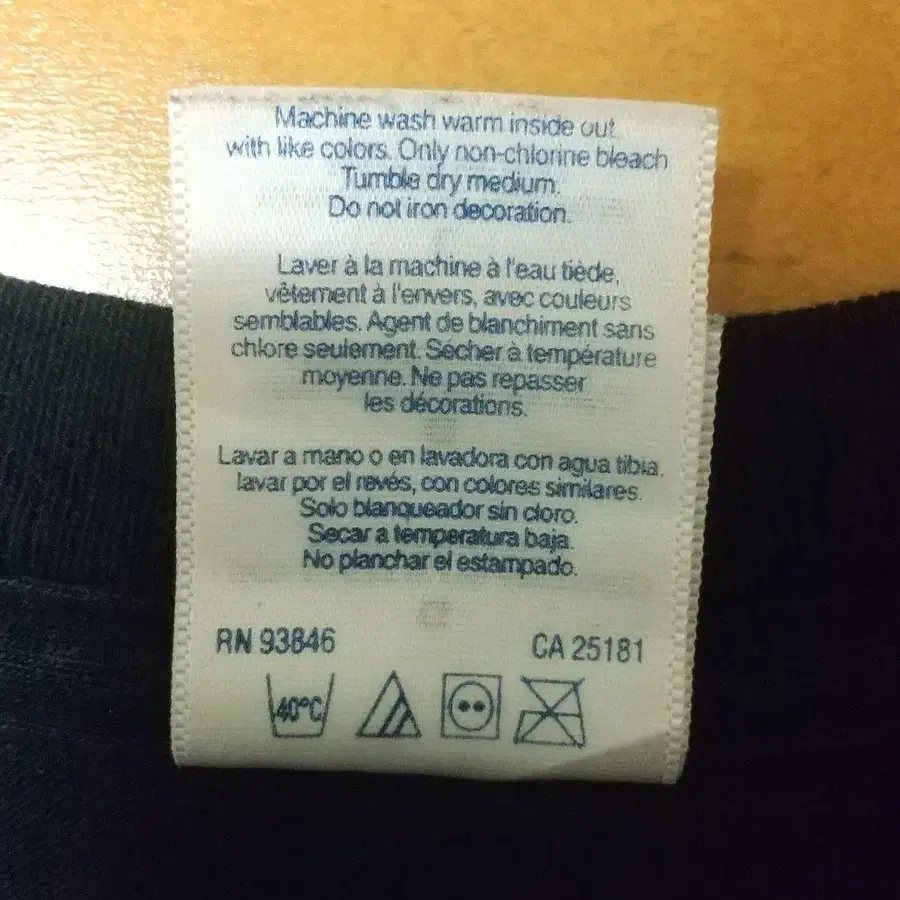 Machine wash warm inside out
with like colors. Only non-chlorine bleach
Tumble dry medium.
Do not iron decoration.
Laver à la machine à l'eau tiède,
vêtement à l'envers, avec couleurs
semblables. Agent de blanchiment sans
chlore seulement. Sécher à température
moyenne. Ne pas repasser
les décorations.
Lavar a mano o en lavadora con agua tibia,
lavar por el revés, con colores similares.
Solo blanqueador sin cloro.
Secar a temperatura baja.
No planchar el estampado.
RN 93846 CA 25181
40°C